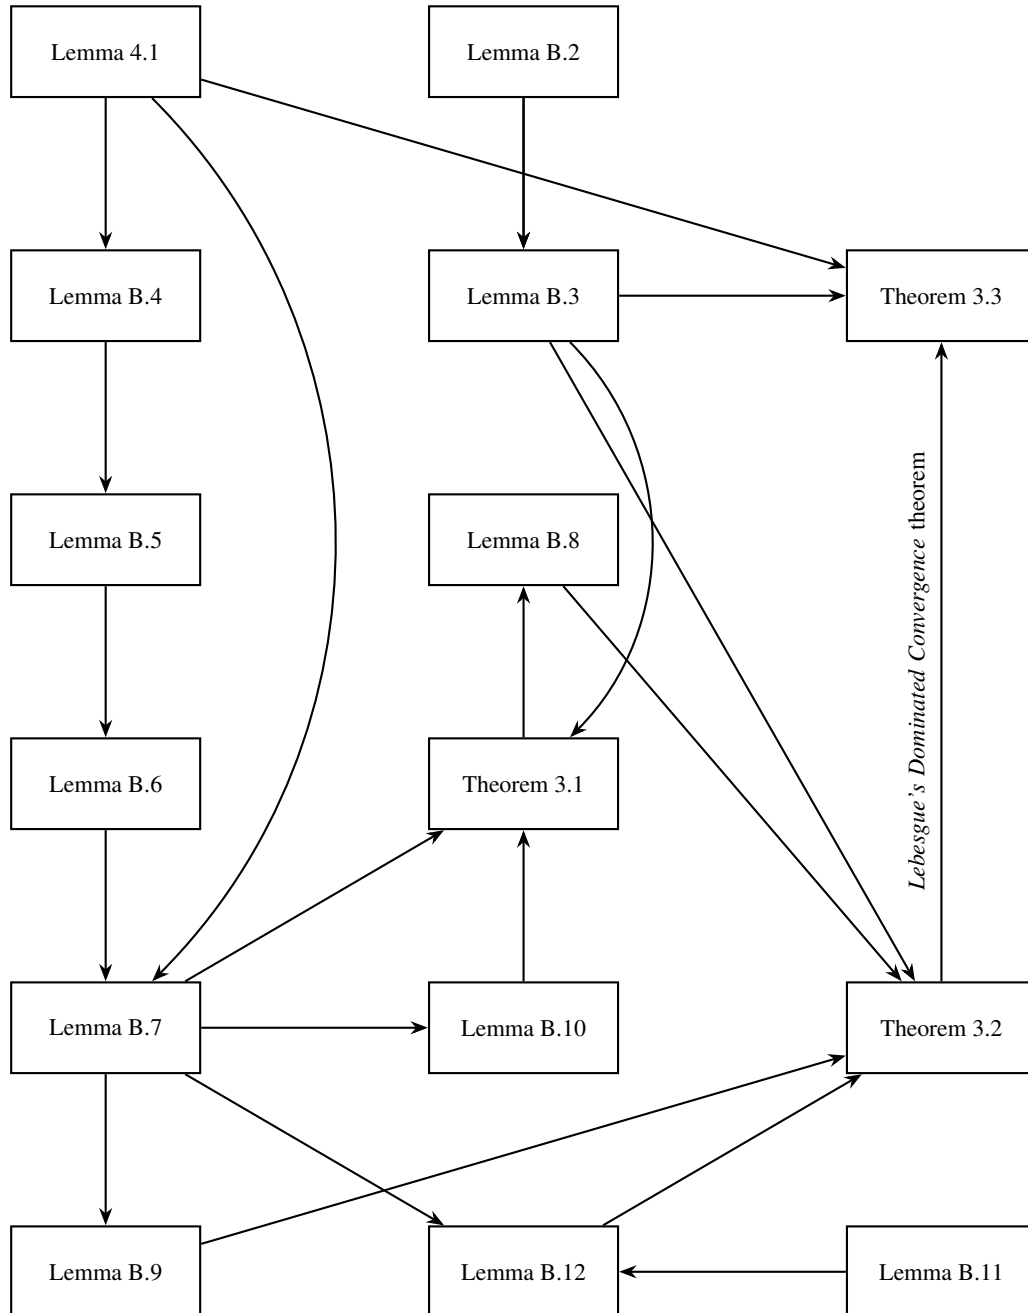 Lemma 4.1
Lemma B.2
Lemma B.4
Lemma B.3
Theorem 3.3
Lemma B.5
Lemma B.8
Lebesgue's Dominated Convergence theorem
Lemma B.6
Theorem 3.1
Lemma B.7
Lemma B.10
Theorem 3.2
Lemma B.9
Lemma B.12
Lemma B.11